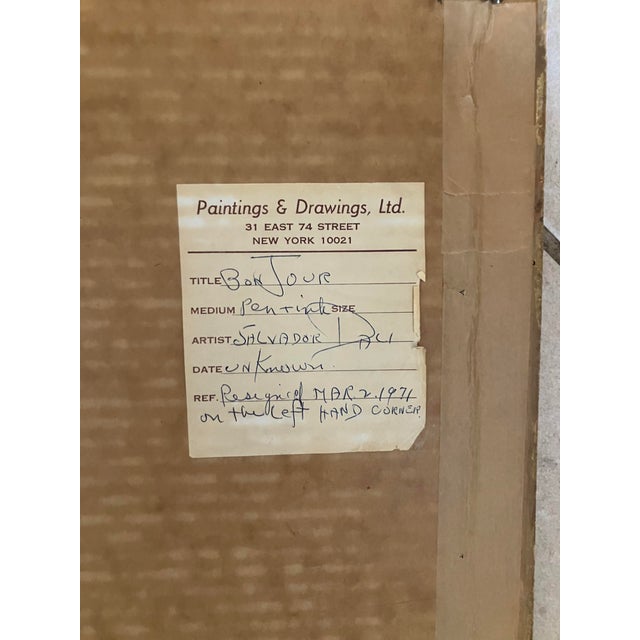 Paintings & Drawings, Ltd.
31 EAST 74 STREET
NEW YORK 10021
TITLE BON JOUR
MEDIUM Pen + ink SIZE
ARTIST SALVADOR DALI
DATE UNKNOWN.
REF. Resigned MAR. 2. 1971
on the Left HAND CORNER